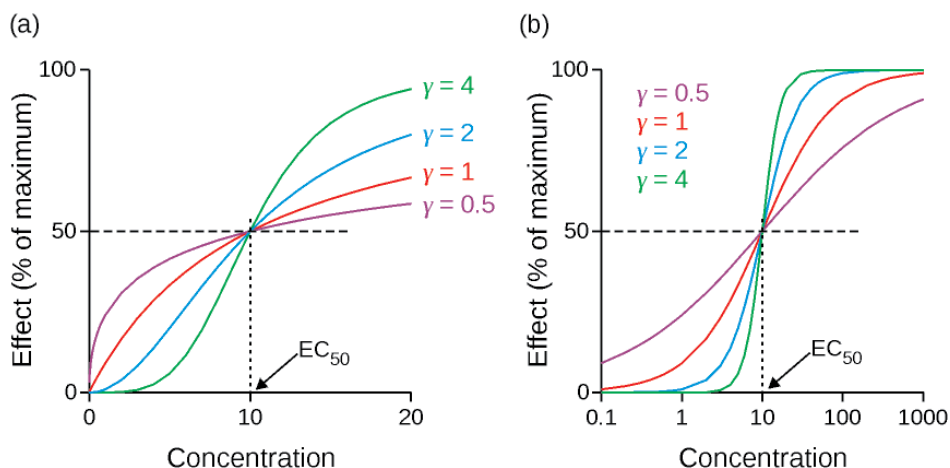 (a)
Effect (% of maximum)
100
50
0
γ = 4
γ = 2
γ = 1
γ = 0.5
EC50
0 10 20
Concentration
(b)
Effect (% of maximum)
100
50
0
γ = 0.5
γ = 1
γ = 2
γ = 4
EC50
0.1 1 10 100 1000
Concentration